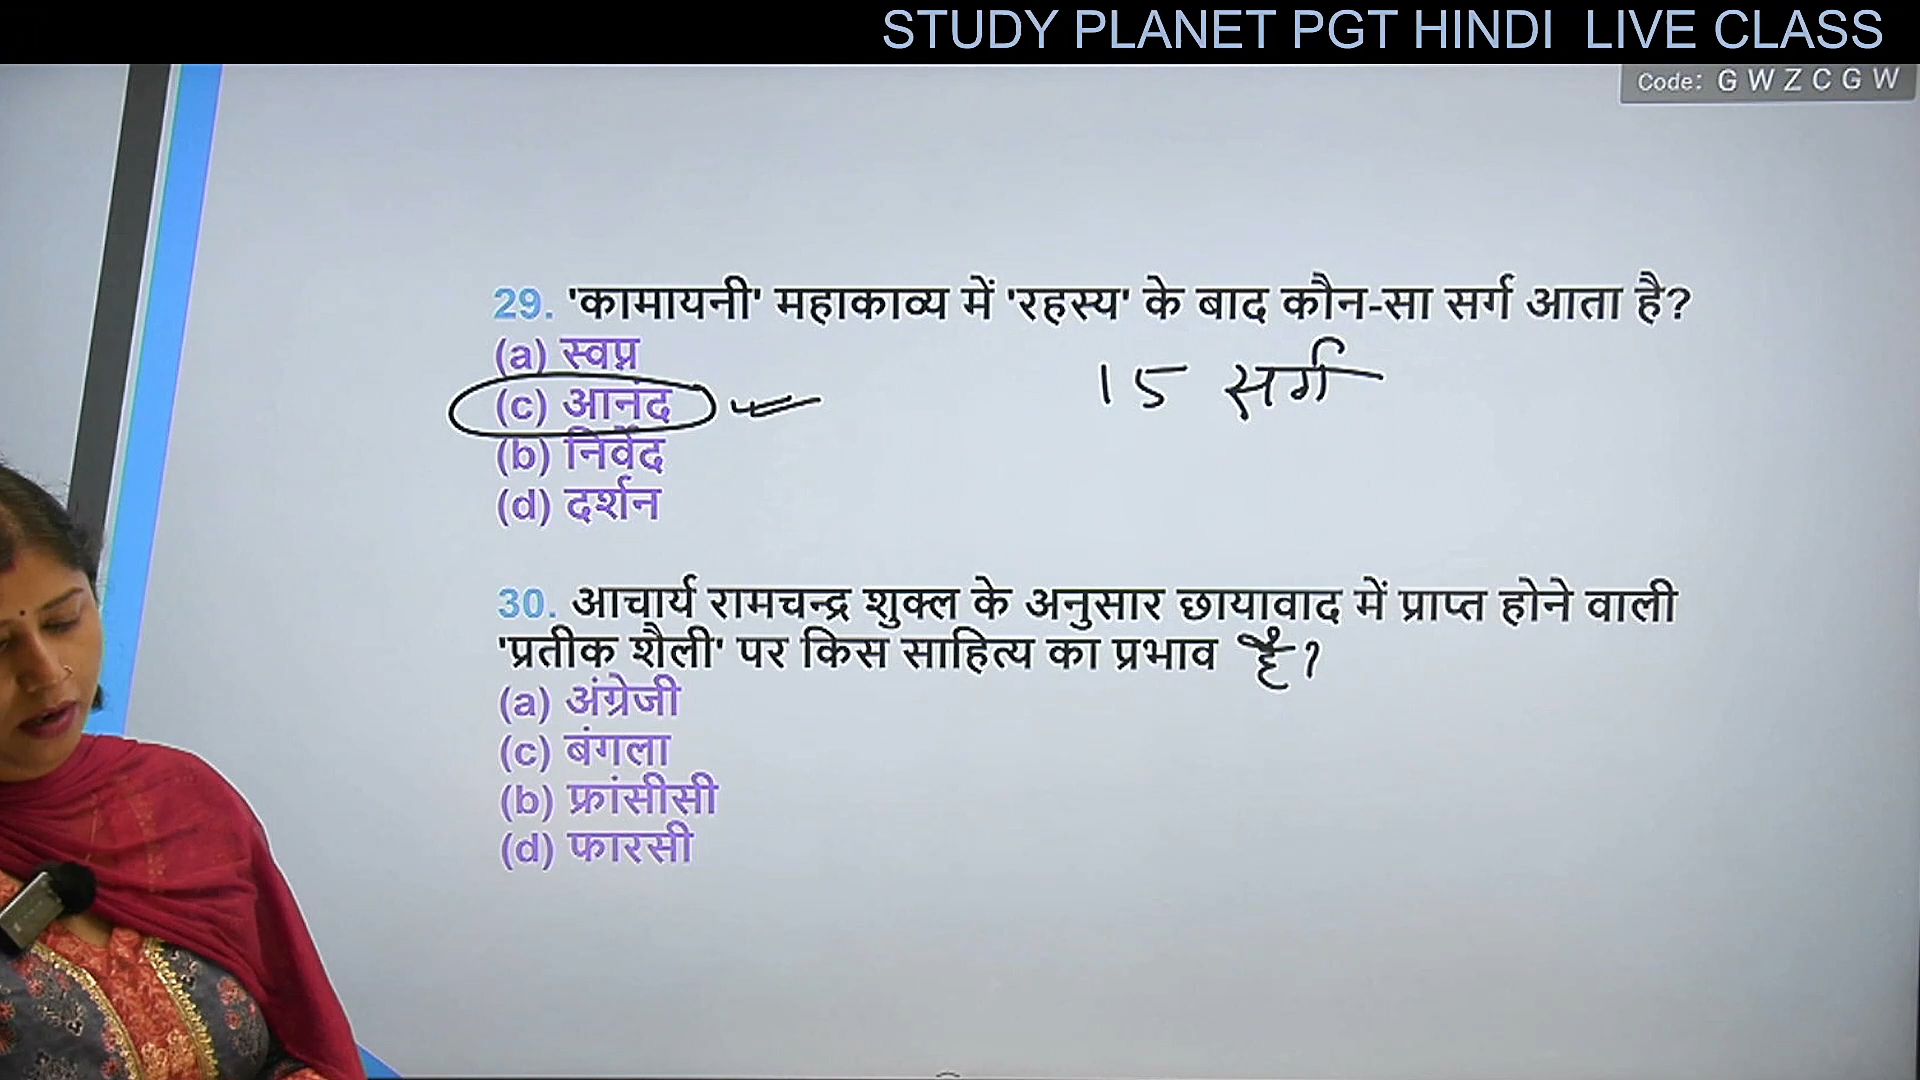 STUDY PLANET PGT HINDI LIVE CLASS
Code: G W Z C G W
29. 'कामायनी' महाकाव्य में 'रहस्य' के बाद कौन-सा सर्ग आता है?
(a) स्वप्न
15 सर्ग
(c) आनंद
(b) निर्वेद
(d) दर्शन
30. आचार्य रामचन्द्र शुक्ल के अनुसार छायावाद में प्राप्त होने वाली
'प्रतीक शैली' पर किस साहित्य का प्रभाव है?
(a) अंग्रेजी
(c) बंगला
(b) फ्रांसीसी
(d) फारसी